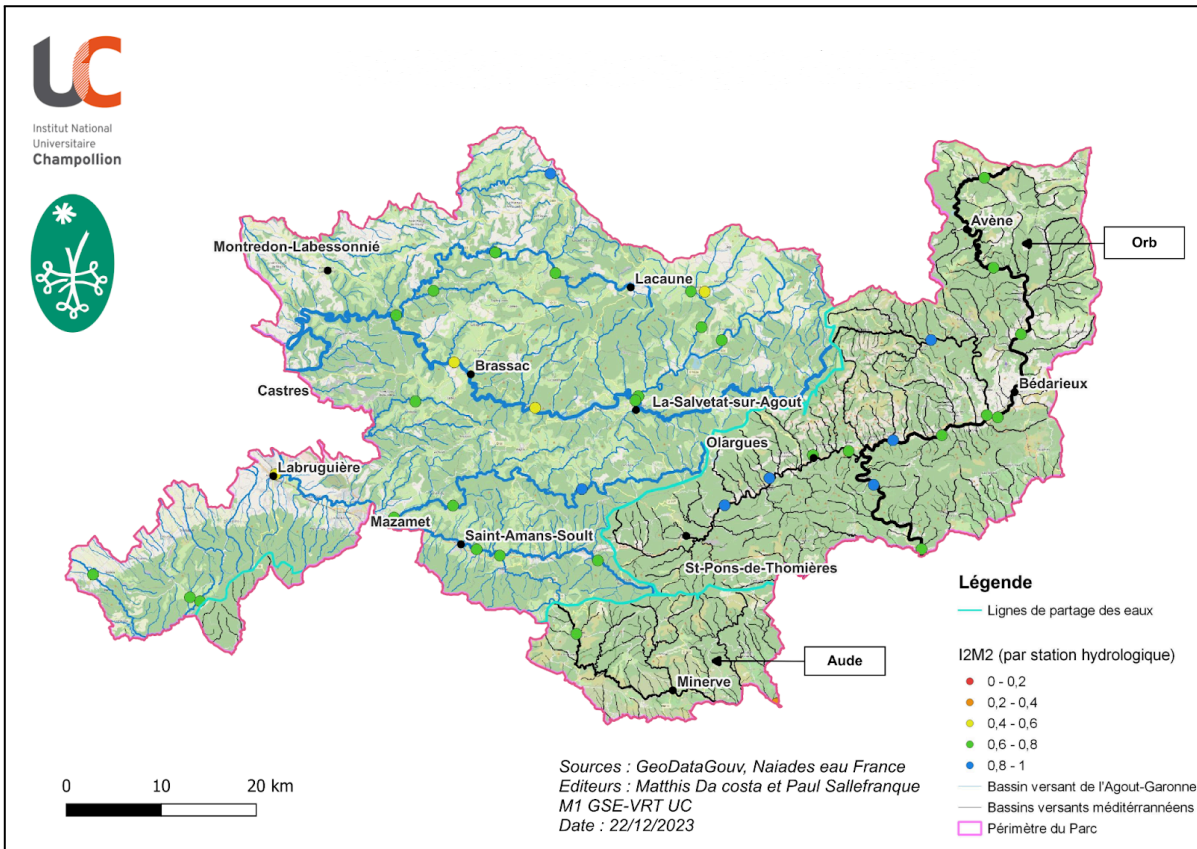 UC
Institut National
Universitaire
Champollion
Montredon-Labessonnié
Avène
Orb
Lacaune
Brassac
Castres
Bédarieux
La-Salvetat-sur-Agout
Olargues
Labruguière
Mazamet
Saint-Amans-Soult
St-Pons-de-Thomières
Aude
Minerve
Légende
Lignes de partage des eaux
I2M2 (par station hydrologique)
0 - 0,2
0,2 - 0,4
0,4 - 0,6
0,6 - 0,8
0,8 - 1
Bassin versant de l'Agout-Garonne
Bassins versants méditérrannéens
Périmètre du Parc
0 10 20 km
Sources : GeoDataGouv, Naiades eau France
Editeurs : Matthis Da costa et Paul Sallefranque
M1 GSE-VRT UC
Date : 22/12/2023